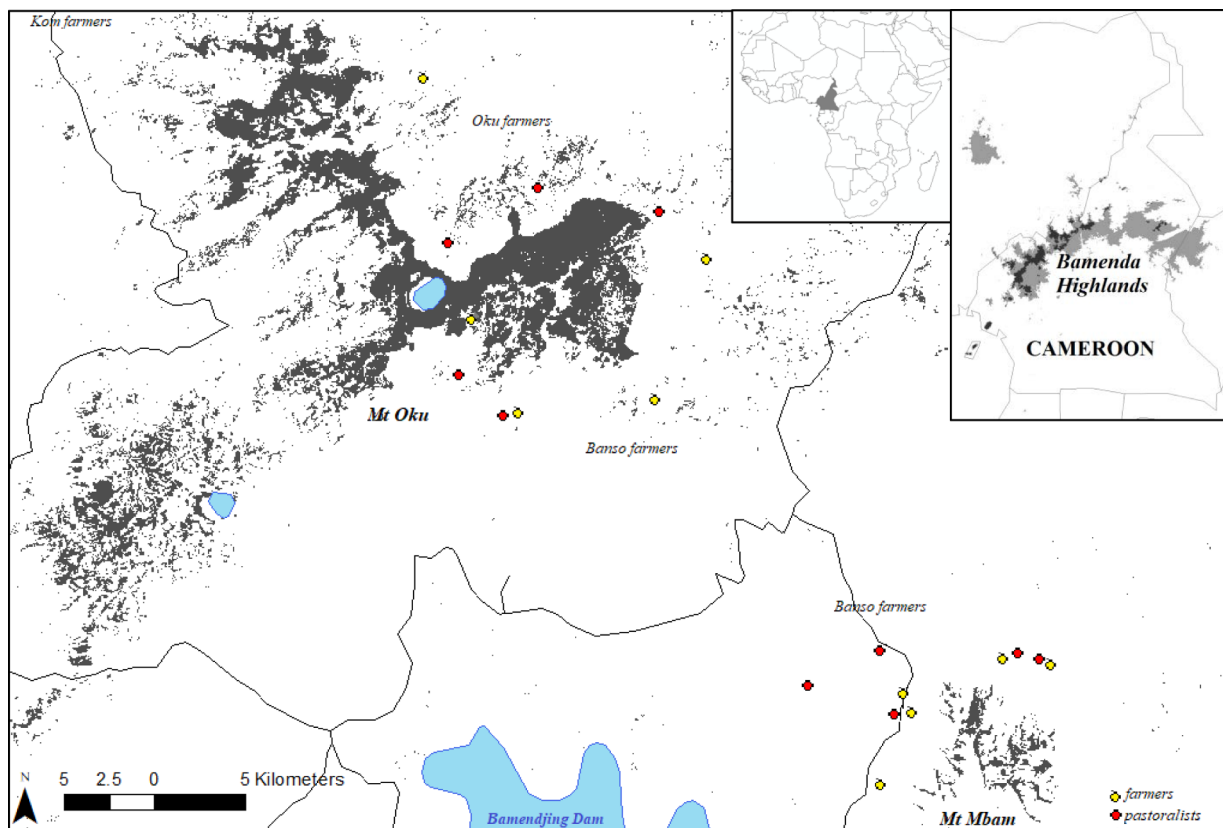 Kom farmers
Oku farmers
Mt Oku
Banso farmers
Banso farmers
Bamenda
Highlands
CAMEROON
N
5 2.5 0 5 Kilometers
Bamendjing Dam
Mt Mbam
farmers
pastoralists